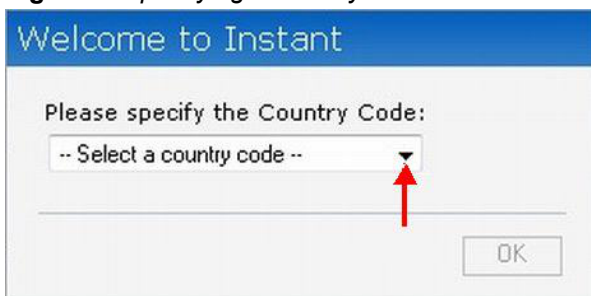 Welcome to Instant
Please specify the Country Code:
-- Select a country code --
OK